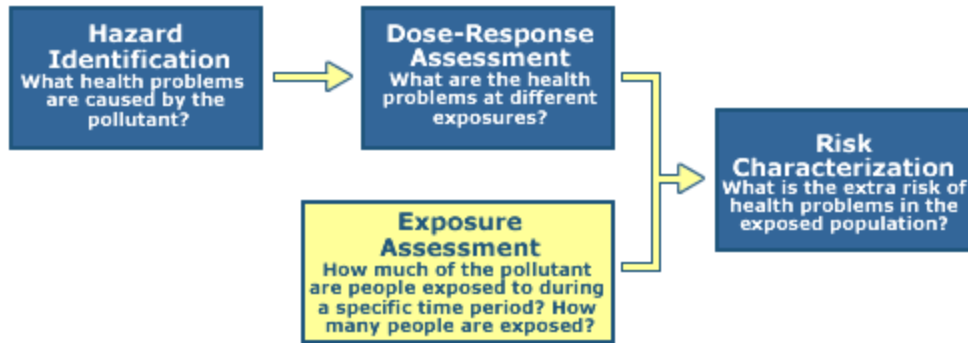 Hazard
Identification
What health problems
are caused by the
pollutant?
Dose-Response
Assessment
What are the health
problems at different
exposures?
Exposure
Assessment
How much of the pollutant
are people exposed to during
a specific time period? How
many people are exposed?
Risk
Characterization
What is the extra risk of
health problems in the
exposed population?